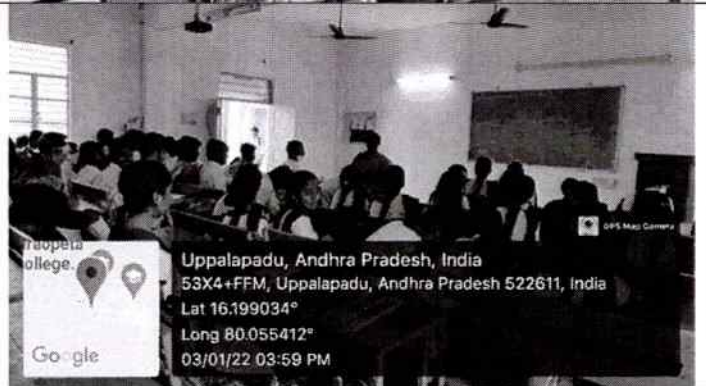 GPS Map Camera
raopeta
ollege.
Google
Uppalapadu, Andhra Pradesh, India
53X4+FFM, Uppalapadu, Andhra Pradesh 522611, India
Lat 16.199034°
Long 80.055412°
03/01/22 03:59 PM